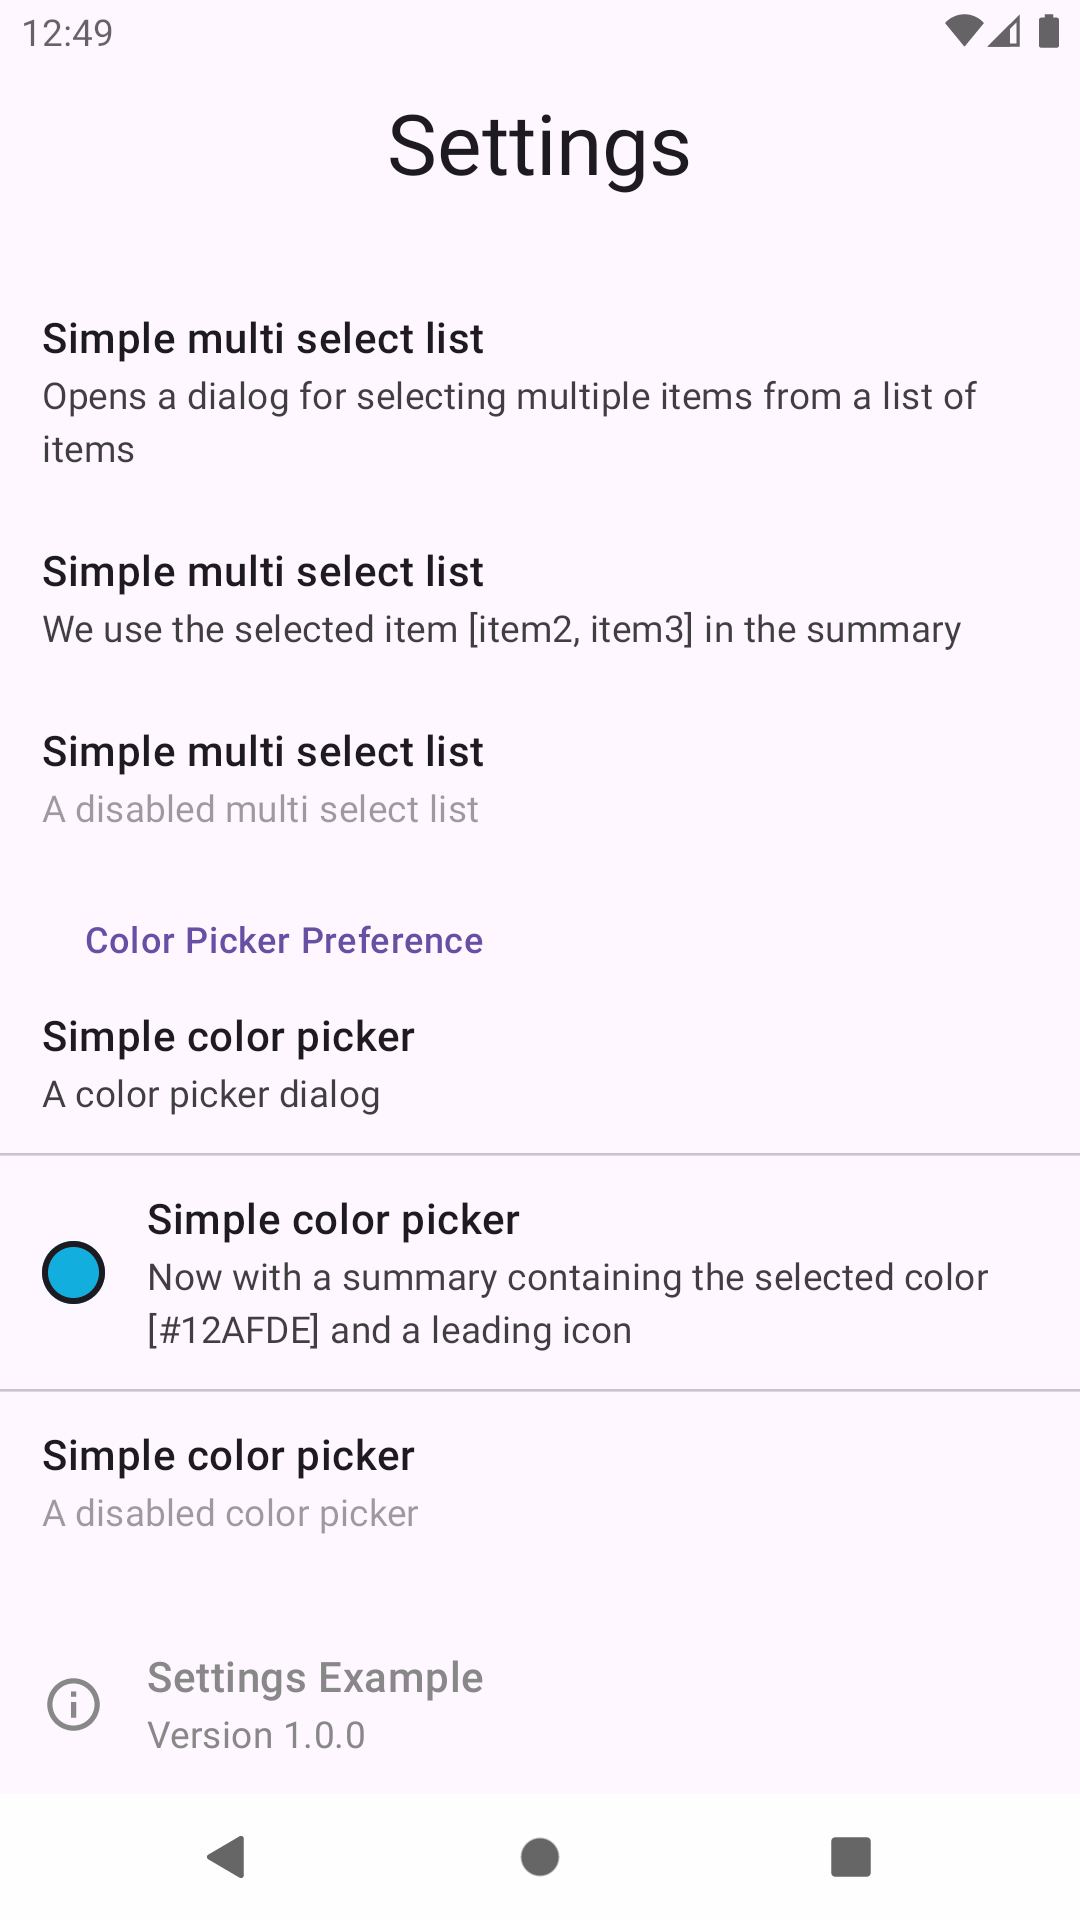 12:49
Settings
Simple multi select list
Opens a dialog for selecting multiple items from a list of
items
Simple multi select list
We use the selected item [item2, item3] in the summary
Simple multi select list
A disabled multi select list
Color Picker Preference
Simple color picker
A color picker dialog
Simple color picker
Now with a summary containing the selected color
[#12AFDE] and a leading icon
Simple color picker
A disabled color picker
Settings Example
Version 1.0.0